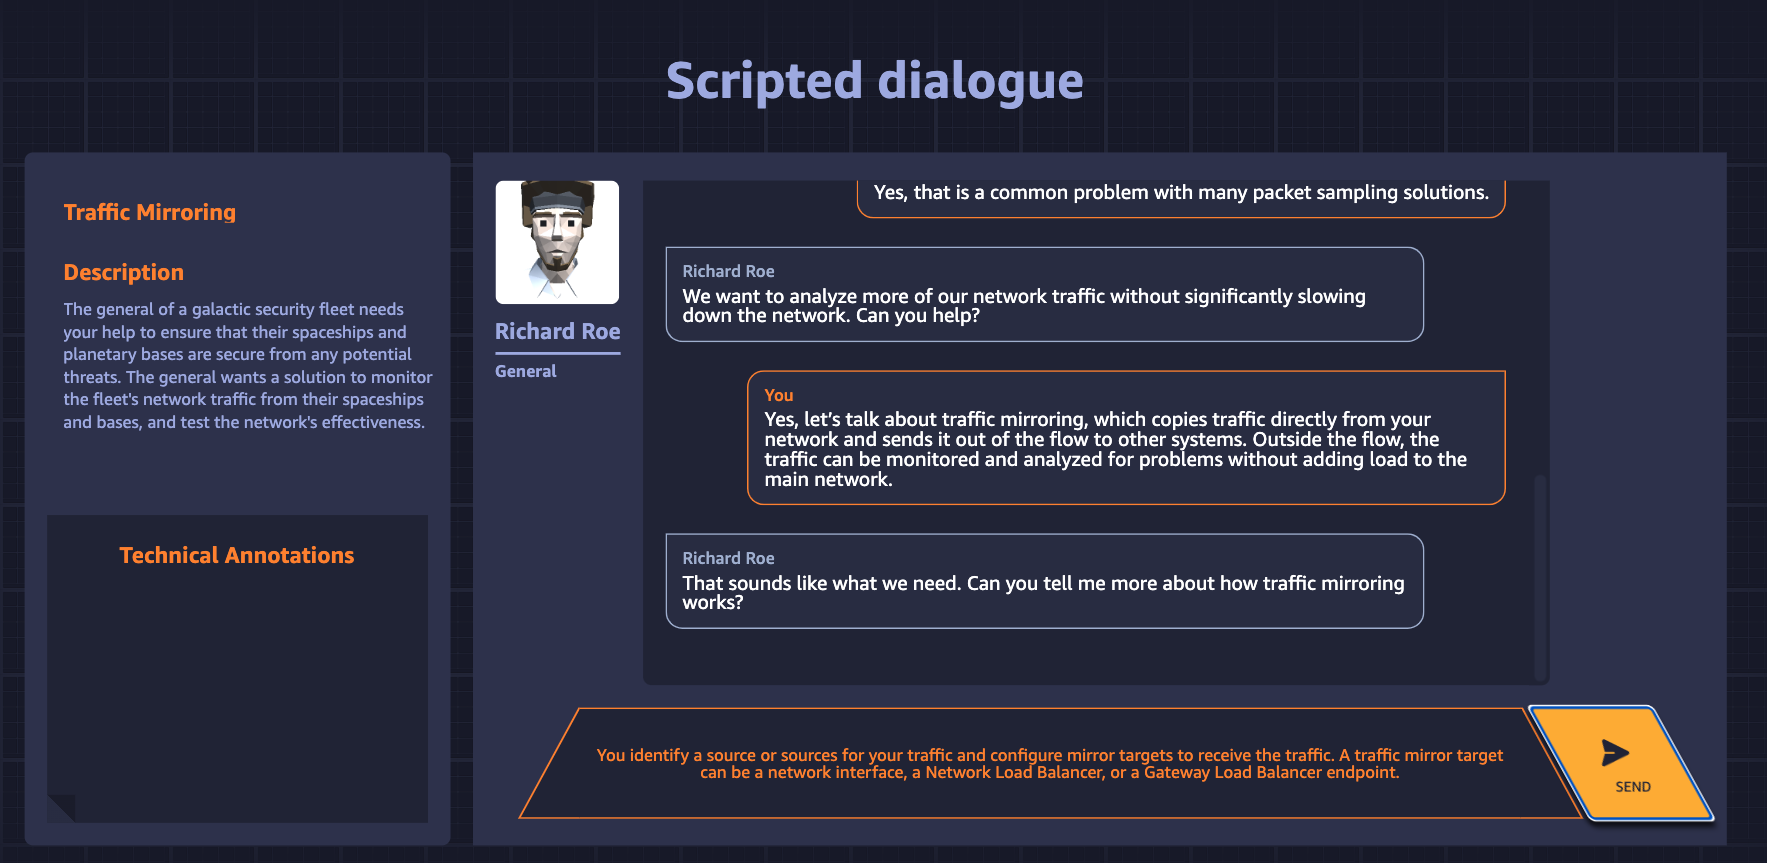 Scripted dialogue
Traffic Mirroring
Description
The general of a galactic security fleet needs
your help to ensure that their spaceships and
planetary bases are secure from any potential
threats. The general wants a solution to monitor
the fleet's network traffic from their spaceships
and bases, and test the network's effectiveness.
Technical Annotations
Richard Roe
General
Yes, that is a common problem with many packet sampling solutions.
Richard Roe
We want to analyze more of our network traffic without significantly slowing
down the network. Can you help?
You
Yes, let’s talk about traffic mirroring, which copies traffic directly from your
network and sends it out of the flow to other systems. Outside the flow, the
traffic can be monitored and analyzed for problems without adding load to the
main network.
Richard Roe
That sounds like what we need. Can you tell me more about how traffic mirroring
works?
You identify a source or sources for your traffic and configure mirror targets to receive the traffic. A traffic mirror target
can be a network interface, a Network Load Balancer, or a Gateway Load Balancer endpoint.
SEND